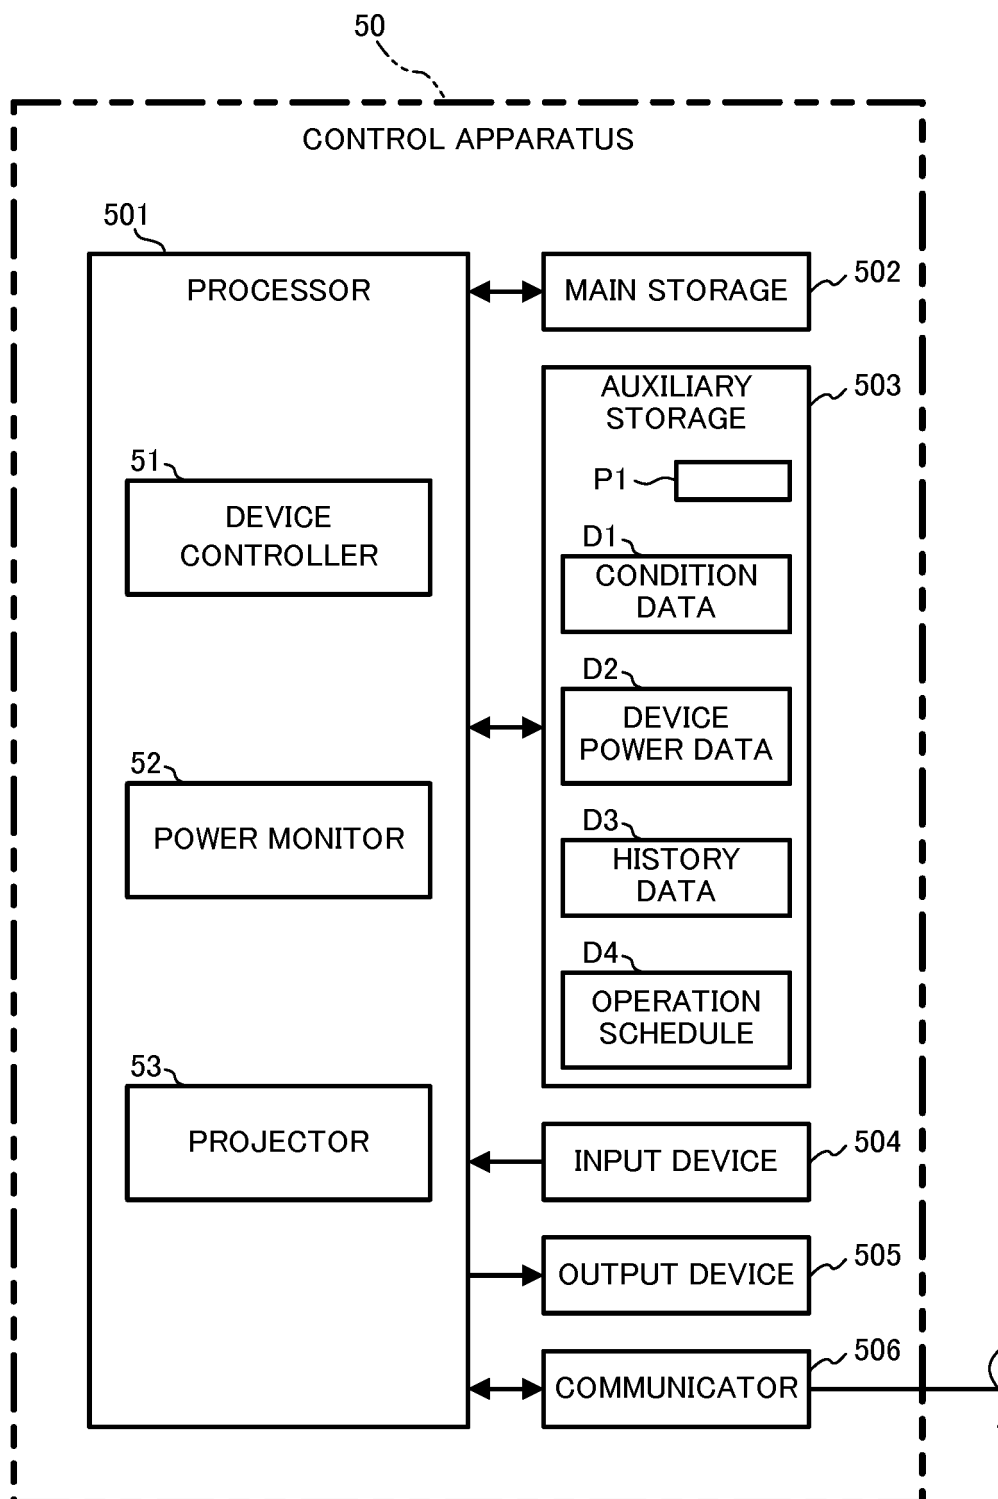 50
CONTROL APPARATUS
501
PROCESSOR
51
DEVICE
CONTROLLER
52
POWER MONITOR
53
PROJECTOR
MAIN STORAGE
502
AUXILIARY
STORAGE
503
P1
D1
CONDITION
DATA
D2
DEVICE
POWER DATA
D3
HISTORY
DATA
D4
OPERATION
SCHEDULE
INPUT DEVICE
504
OUTPUT DEVICE
505
COMMUNICATOR
506